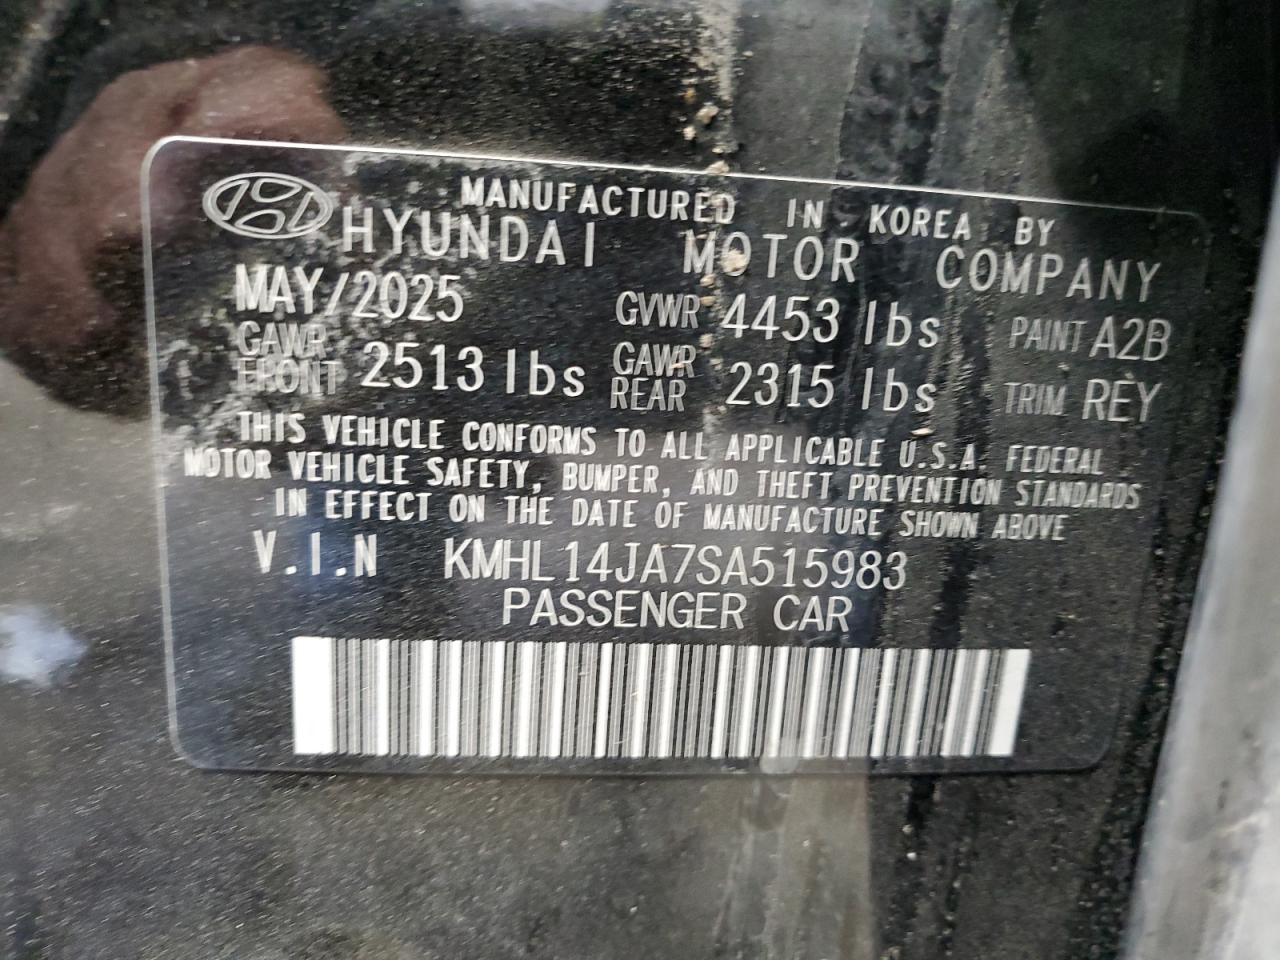 MANUFACTURED IN KOREA BY
HYUNDAI MOTOR COMPANY
MAY/2025 GVWR 4453 lbs PAINT A2B
GAWR FRONT 2513 lbs GAWR REAR 2315 lbs TRIM REY
THIS VEHICLE CONFORMS TO ALL APPLICABLE U.S.A. FEDERAL
MOTOR VEHICLE SAFETY, BUMPER, AND THEFT PREVENTION STANDARDS
IN EFFECT ON THE DATE OF MANUFACTURE SHOWN ABOVE
V.I.N KMHL14JA7SA515983
PASSENGER CAR